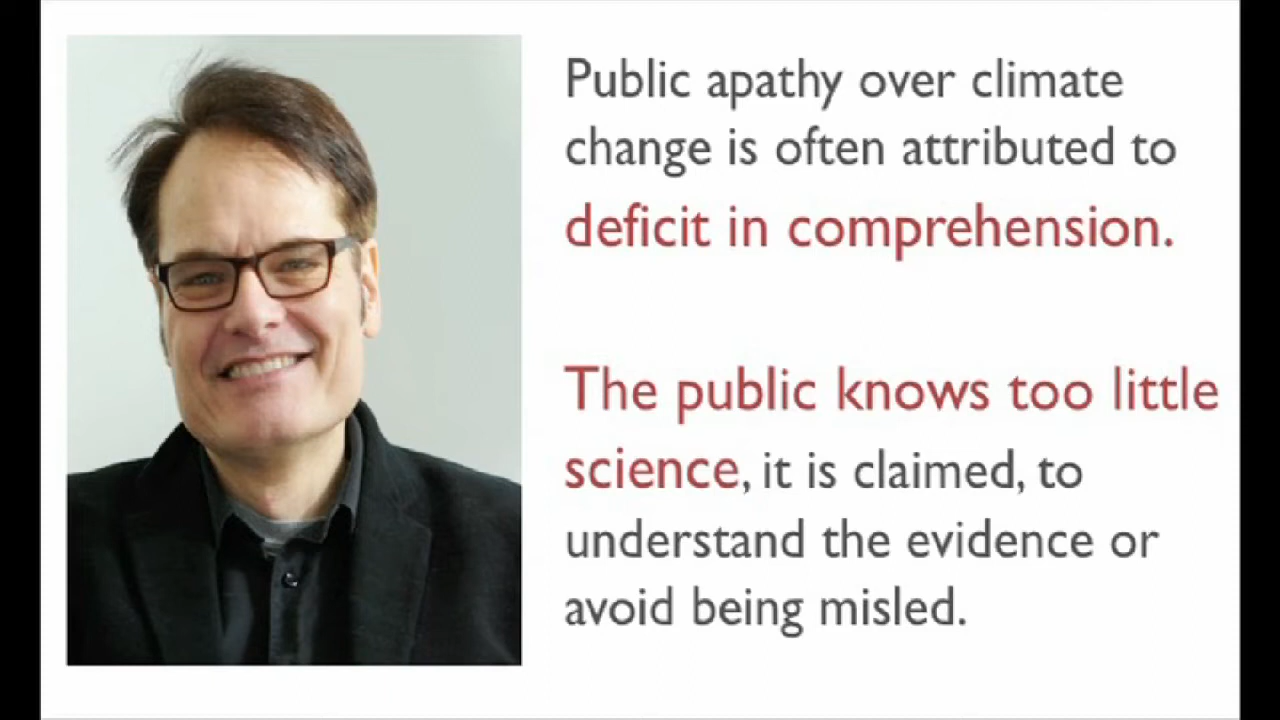 Public apathy over climate
change is often attributed to
deficit in comprehension.
The public knows too little
science, it is claimed, to
understand the evidence or
avoid being misled.